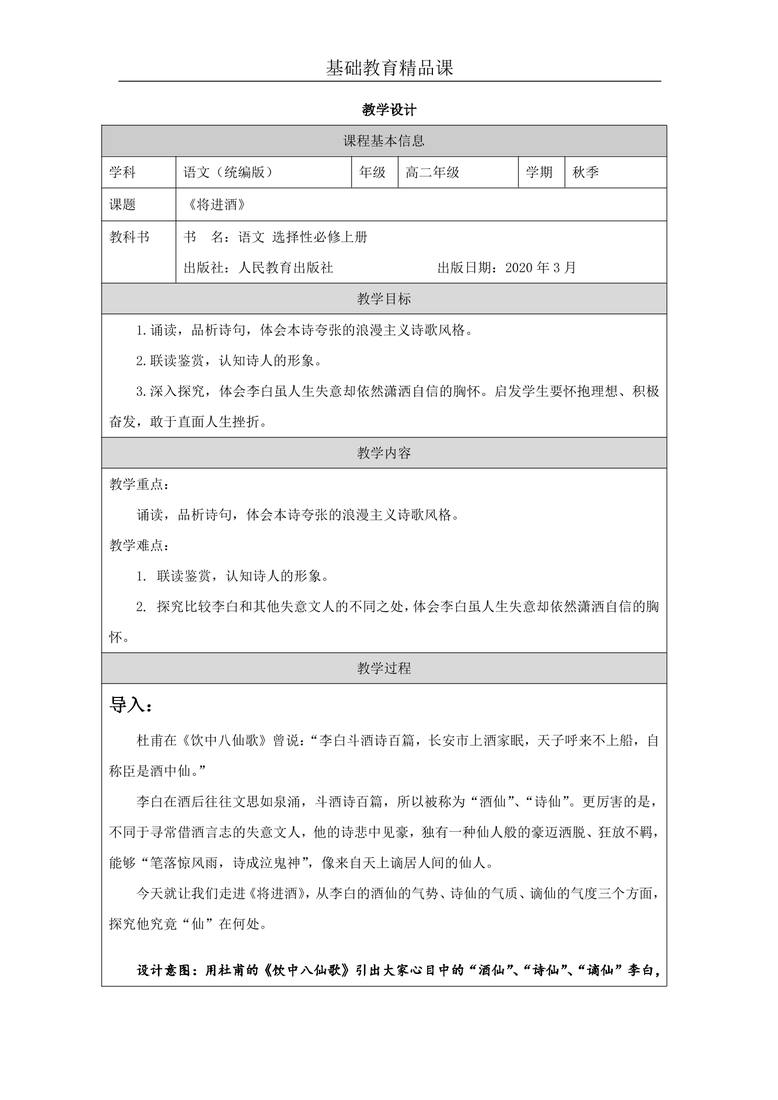 基础教育精品课
教学设计
课程基本信息
学科 语文（统编版） 年级 高二年级 学期 秋季
课题 《将进酒》
教科书 书 名：语文 选择性必修上册
出版社：人民教育出版社 出版日期：2020 年 3 月
教学目标
1.诵读，品析诗句，体会本诗夸张的浪漫主义诗歌风格。
2.联读鉴赏，认知诗人的形象。
3.深入探究，体会李白虽人生失意却依然潇洒自信的胸怀。启发学生要怀抱理想、积极
奋发，敢于直面人生挫折。
教学内容
教学重点：
诵读，品析诗句，体会本诗夸张的浪漫主义诗歌风格。
教学难点：
1. 联读鉴赏，认知诗人的形象。
2. 探究比较李白和其他失意文人的不同之处，体会李白虽人生失意却依然潇洒自信的胸
怀。
教学过程
导入：
杜甫在《饮中八仙歌》曾说：“李白斗酒诗百篇，长安市上酒家眠，天子呼来不上船，自
称臣是酒中仙。”
李白在酒后往往文思如泉涌，斗酒诗百篇，所以被称为“酒仙”、“诗仙”。更厉害的是，
不同于寻常借酒言志的失意文人，他的诗悲中见豪，独有一种仙人般的豪迈洒脱、狂放不羁，
能够“笔落惊风雨，诗成泣鬼神”，像来自天上谪居人间的仙人。
今天就让我们走进《将进酒》，从李白的酒仙的气势、诗仙的气质、谪仙的气度三个方面，
探究他究竟“仙”在何处。
设计意图：用杜甫的《饮中八仙歌》引出大家心目中的“酒仙”、“诗仙”、“谪仙”李白，